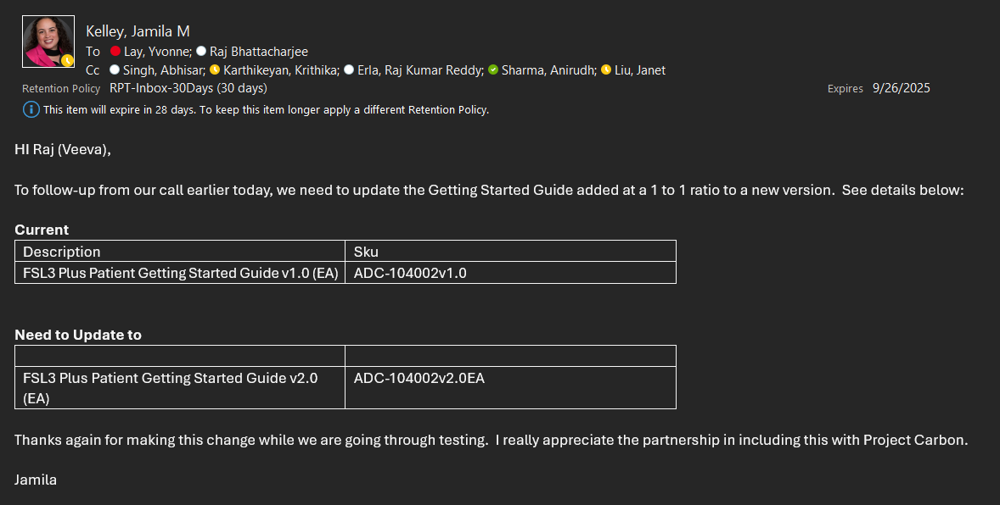 Kelley, Jamila M
To Lay, Yvonne; Raj Bhattacharjee
Cc Singh, Abhisar; Karthikeyan, Krithika; Erla, Raj Kumar Reddy; Sharma, Anirudh; Liu, Janet
Retention Policy RPT-Inbox-30Days (30 days) Expires 9/26/2025
This item will expire in 28 days. To keep this item longer apply a different Retention Policy.
HI Raj (Veeva),
To follow-up from our call earlier today, we need to update the Getting Started Guide added at a 1 to 1 ratio to a new version. See details below:
Current
Description Sku
FSL3 Plus Patient Getting Started Guide v1.0 (EA) ADC-104002v1.0
Need to Update to
FSL3 Plus Patient Getting Started Guide v2.0 ADC-104002v2.0EA
(EA)
Thanks again for making this change while we are going through testing. I really appreciate the partnership in including this with Project Carbon.
Jamila